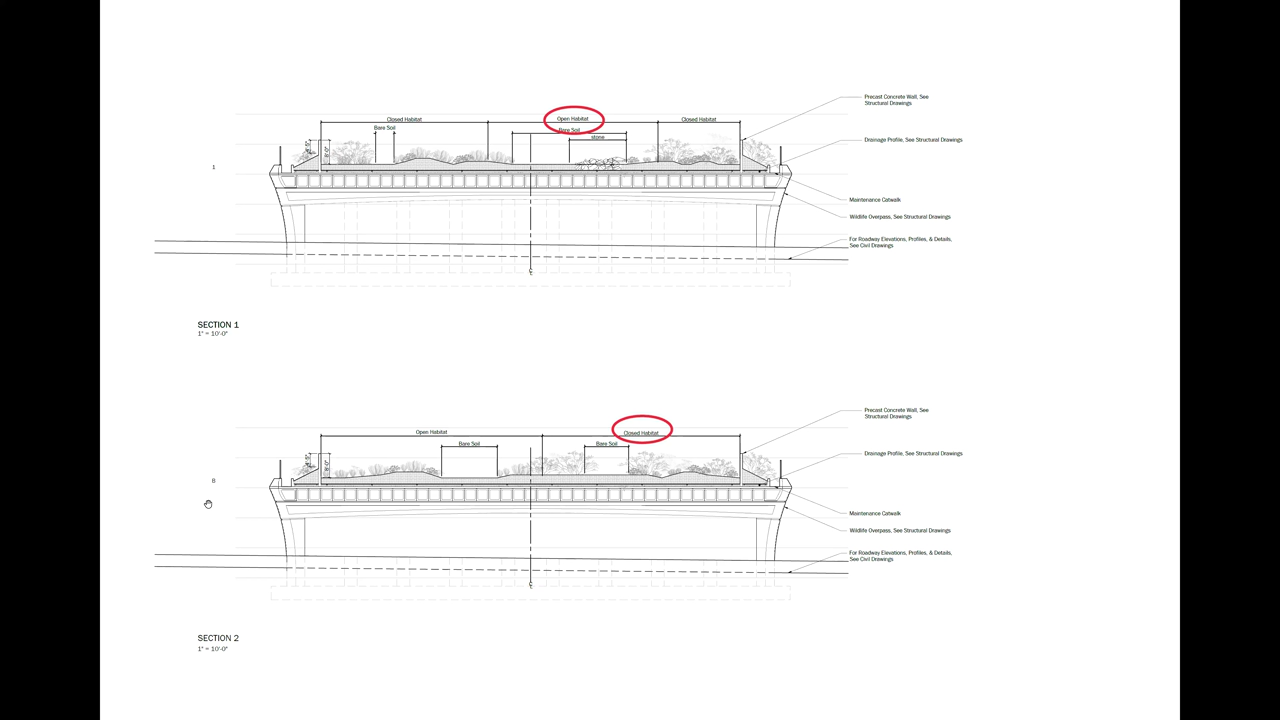 Precast Concrete Wall, See
Structural Drawings
Closed Habitat
Open Habitat
Closed Habitat
Bare Soil
Bare Soil
stone
Drainage Profile, See Structural Drawings
1
Maintenance Catwalk
Wildlife Overpass, See Structural Drawings
For Roadway Elevations, Profiles, & Details,
See Civil Drawings
SECTION 1
1" = 10'-0"
Precast Concrete Wall, See
Structural Drawings
Open Habitat
Closed Habitat
Bare Soil
Bare Soil
Drainage Profile, See Structural Drawings
8
Maintenance Catwalk
Wildlife Overpass, See Structural Drawings
For Roadway Elevations, Profiles, & Details,
See Civil Drawings
SECTION 2
1" = 10'-0"